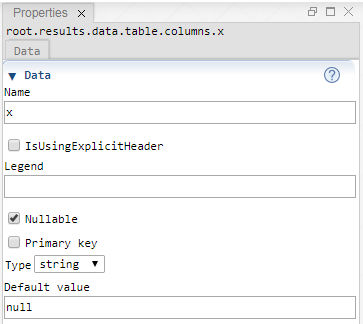 Properties
root.results.data.table.columns.x
Data
Data
Name
x
IsUsingExplicitHeader
Legend
Nullable
Primary key
Type string
Default value
null